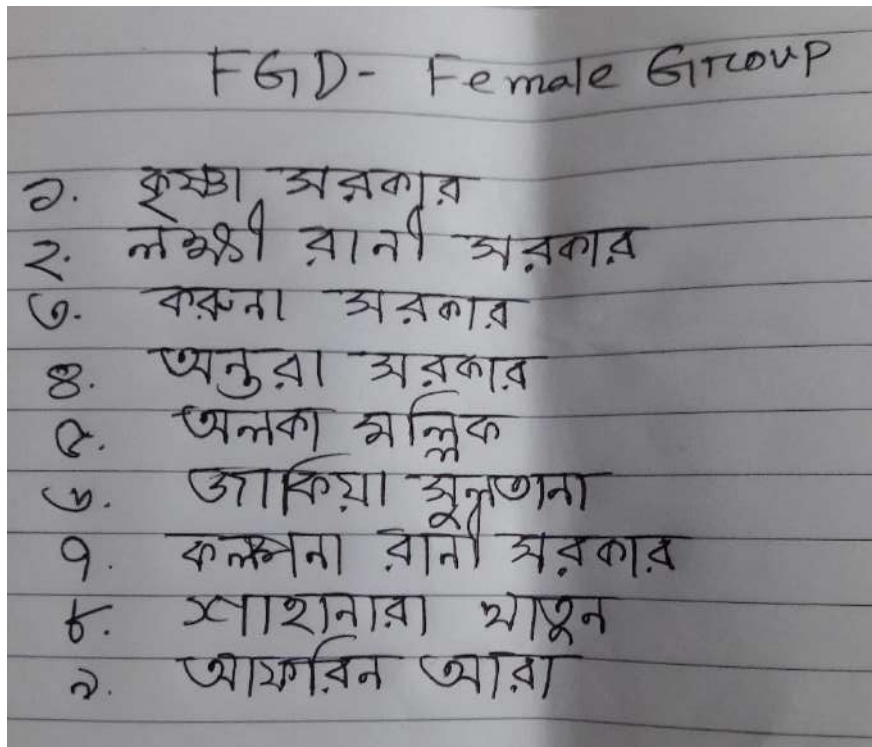 FGD- Female Group
১. কৃষ্ণা সরকার
২. লক্ষ্মী রানী সরকার
৩. করুনা সরকার
৪. অন্তরা সরকার
৫. অলকা মল্লিক
৬. জাকিয়া সুলতানা
৭. কল্পনা রানী সরকার
৮. শাহানারা খাতুন
৯. আফরিন আরা